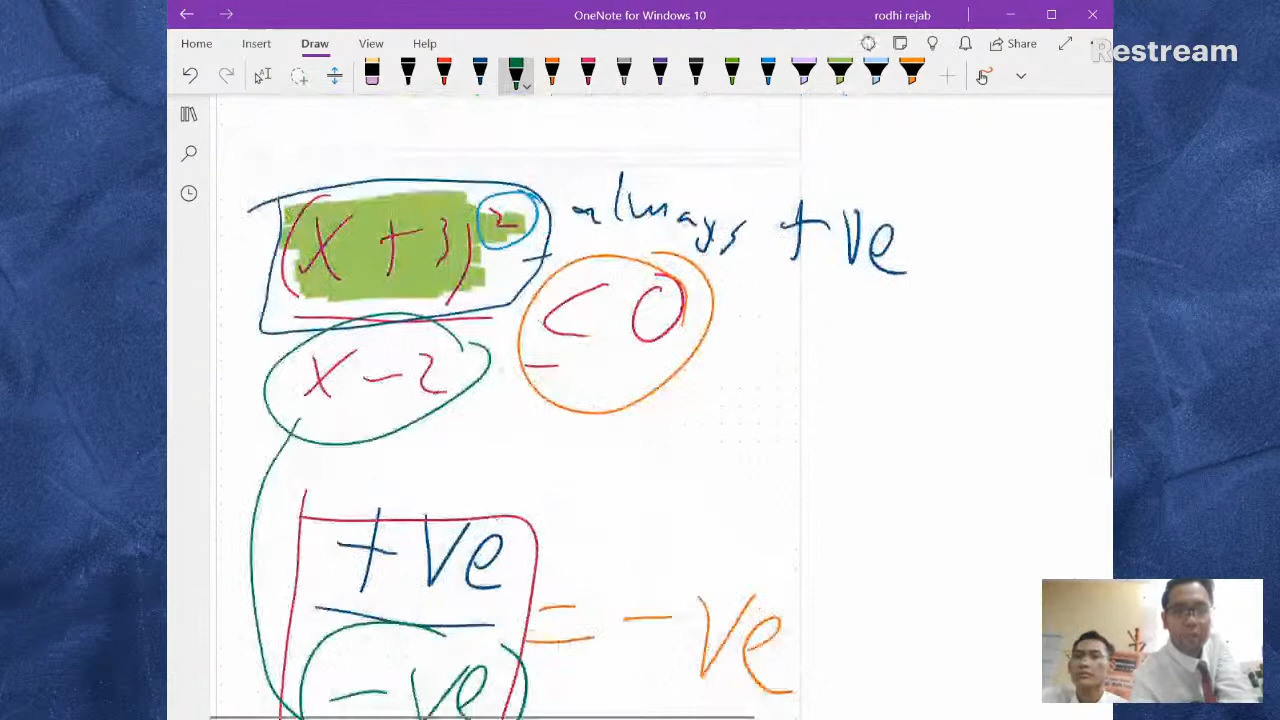 OneNote for Windows 10
rodhi rejab
Home Insert Draw View Help
Share
Restream
(x + 3)² always +ve
≤ 0
x - 2
+ve
= -ve
-ve